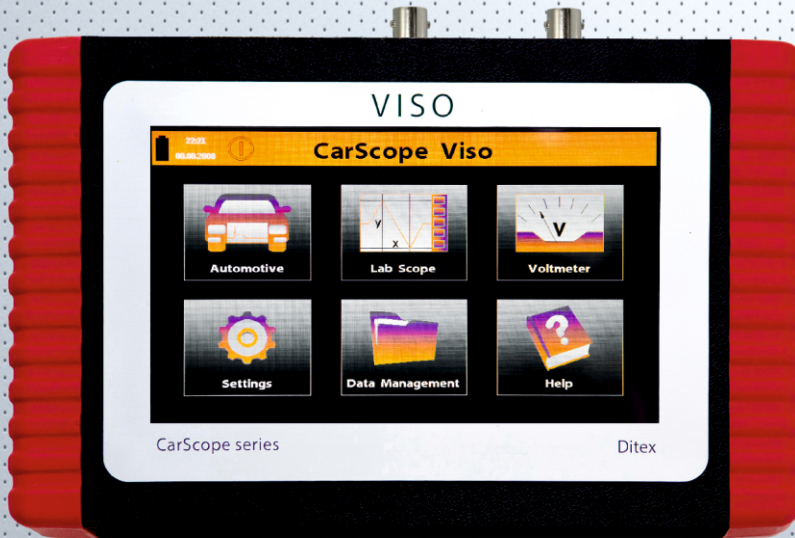 VISO
22:21
CarScope Viso
y
x
V
Automotive
Lab Scope
Voltmeter
?
Settings
Data Management
Help
CarScope series
Ditex